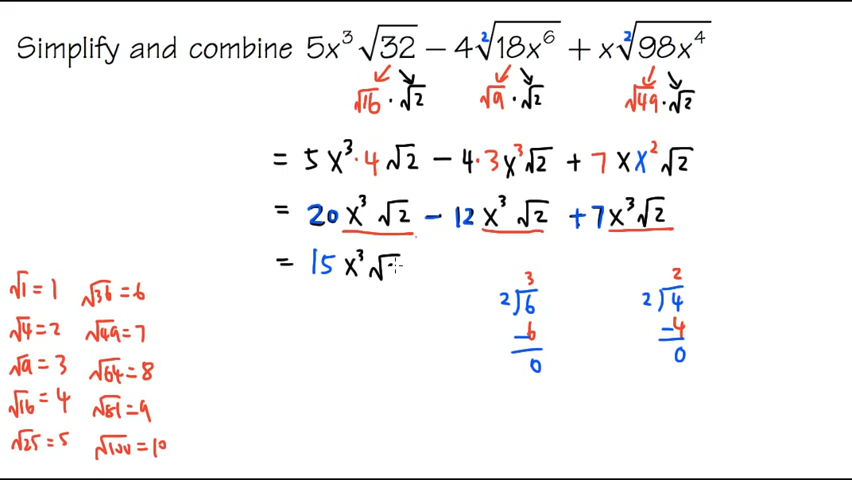 Simplify and combine 5x³ √32 − 4 ²√18x⁶ + x ²√98x⁴
√16 · √2 √9 · √2 √49 · √2
= 5x³·4 √2 − 4·3x³√2 + 7xx²√2
= 20x³ √2 − 12x³ √2 + 7x³√2
= 15x³ √
√1 = 1 √36 = 6
√4 = 2 √49 = 7
√9 = 3 √64 = 8
√16 = 4 √81 = 9
√25 = 5 √100 = 10
3
2 6
−6
0
2
2 4
−4
0